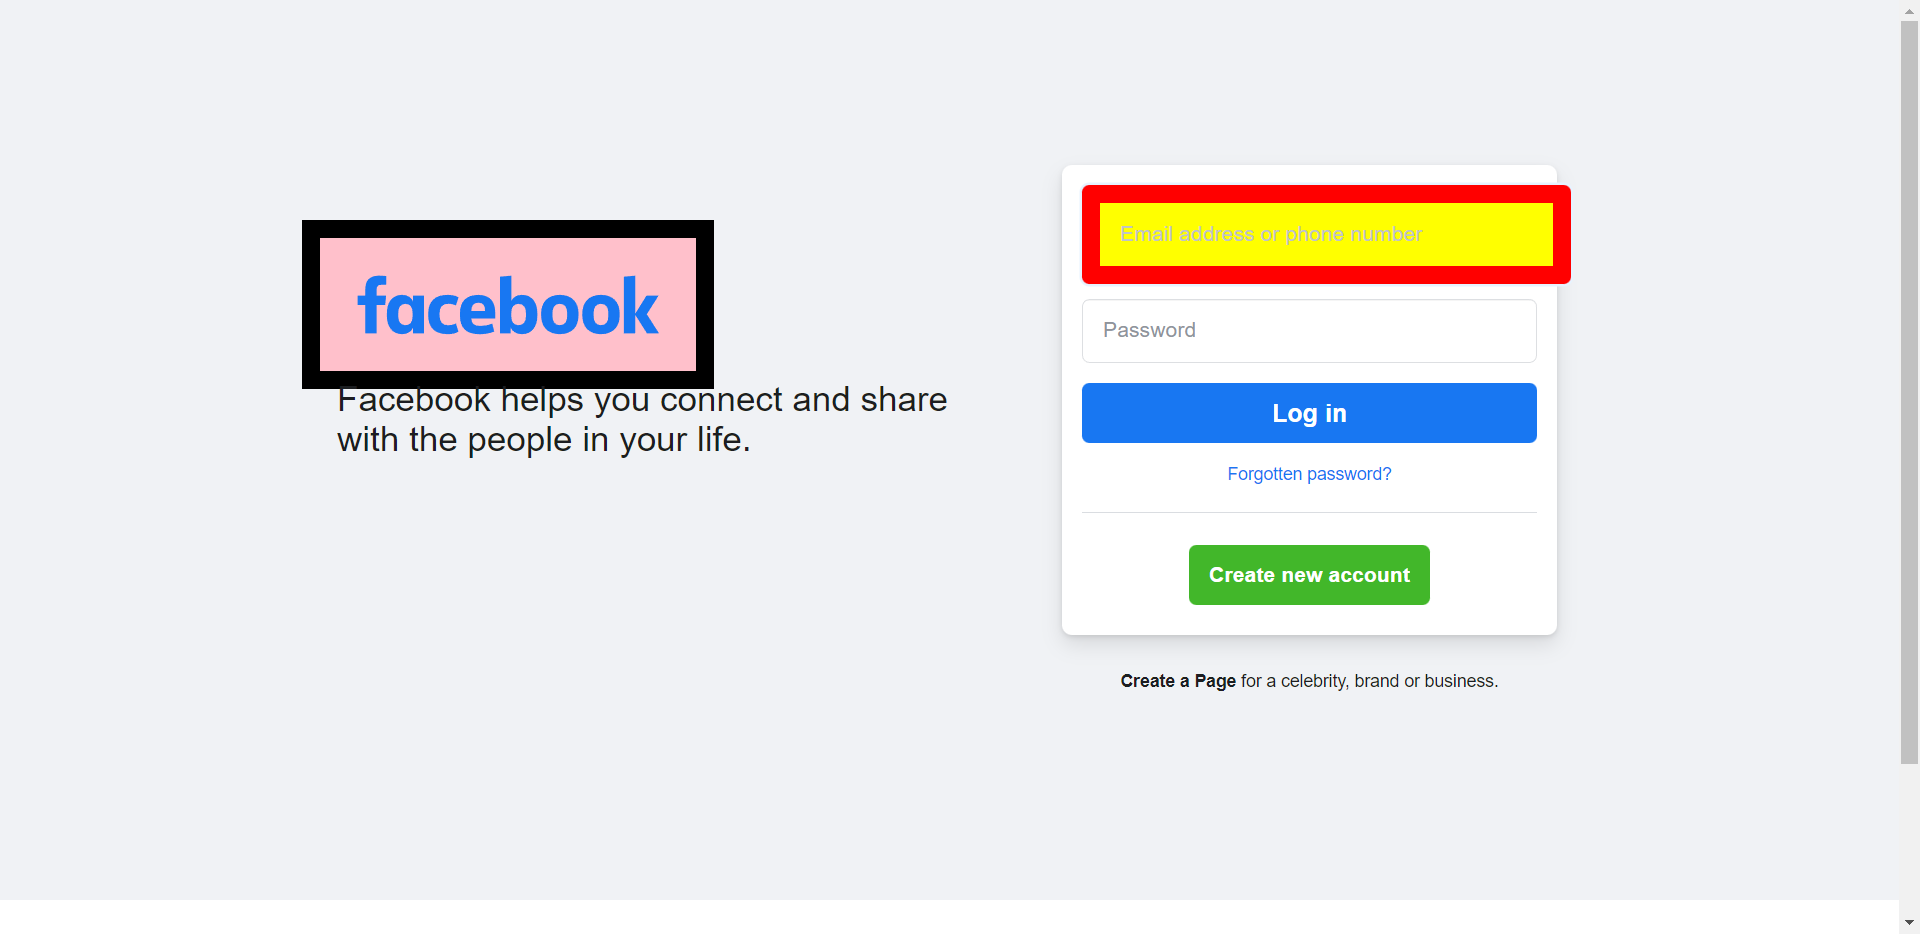 facebook
Facebook helps you connect and share
with the people in your life.
Email address or phone number
Password
Log in
Forgotten password?
Create new account
Create a Page for a celebrity, brand or business.